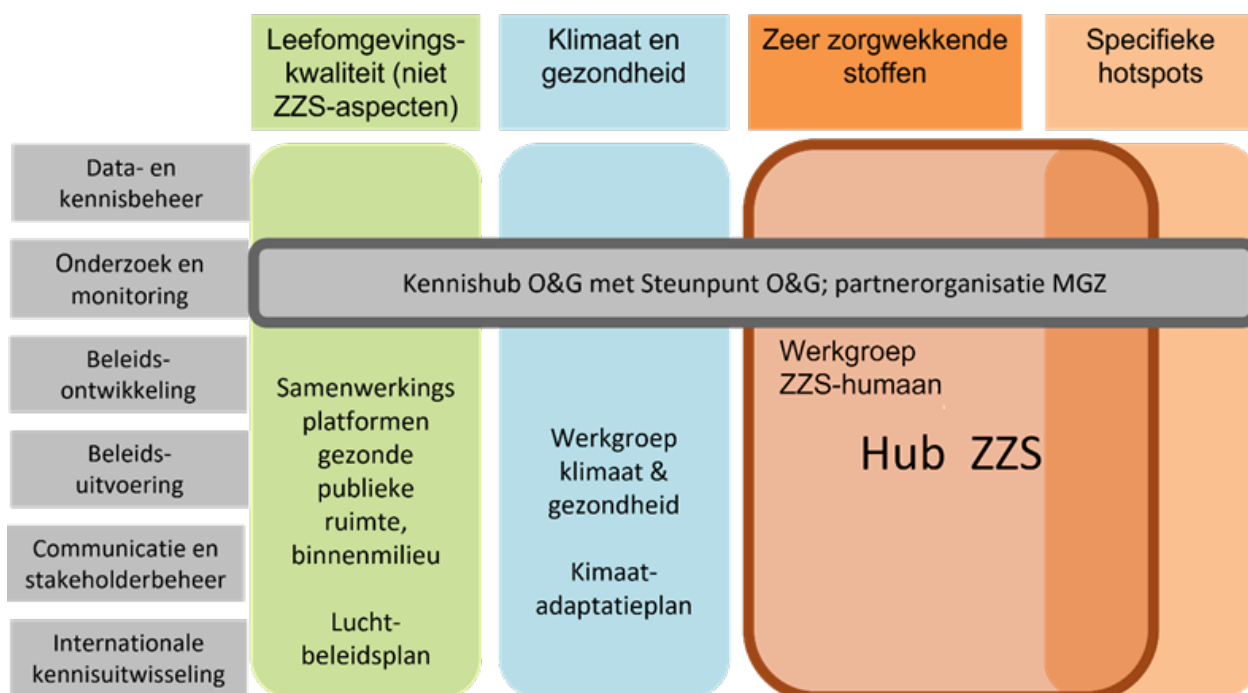 Leefomgevings-
kwaliteit (niet
ZZS-aspecten)
Klimaat en
gezondheid
Zeer zorgwekkende
stoffen
Specifieke
hotspots
Data- en
kennisbeheer
Onderzoek en
monitoring
Kennishub O&G met Steunpunt O&G; partnerorganisatie MGZ
Beleids-
ontwikkeling
Beleids-
uitvoering
Communicatie en
stakeholderbeheer
Internationale
kennisuitwisseling
Samenwerkings
platformen
gezonde
publieke
ruimte,
binnenmilieu
Lucht-
beleidsplan
Werkgroep
klimaat &
gezondheid
Kimaat-
adaptatieplan
Werkgroep
ZZS-humaan
Hub ZZS